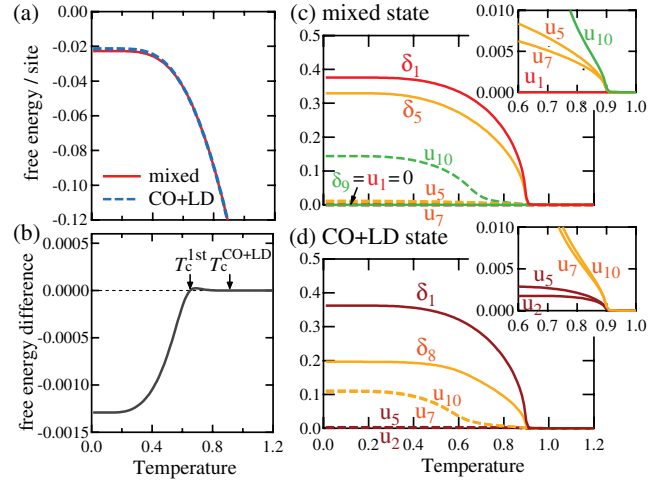 (a)
free energy / site
0.00
-0.02
-0.04
-0.06
-0.08
-0.10
-0.12
mixed
CO+LD
(b)
free energy difference
0.0005
0.0000
-0.0005
-0.0010
-0.0015
T_c^1st T_c^CO+LD
0.0 0.4 0.8 1.2
Temperature
(c) mixed state
0.5
0.4
0.3
0.2
0.1
0.0
δ1
δ5
u10
δ9=u1=0
u5
u7
0.010
0.005
0.000
u5
u10
u7
u1
0.6 0.7 0.8 0.9 1.0
(d) CO+LD state
0.4
0.3
0.2
0.1
0.0
δ1
δ8
u10
u5
u7
u2
0.0 0.2 0.4 0.6 0.8 1.0 1.2
Temperature
0.010
0.005
0.000
u7
u10
u5
u2
0.6 0.7 0.8 0.9 1.0